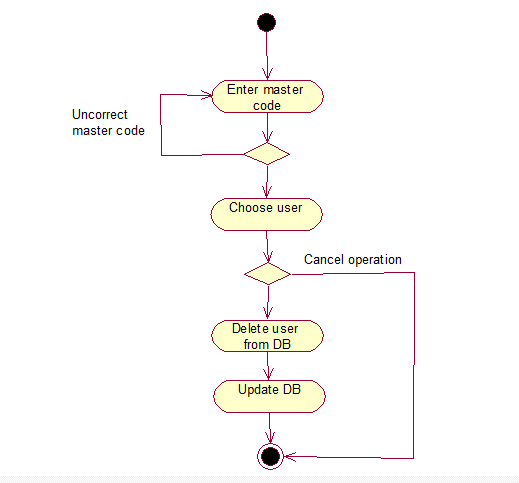 Enter master
code
Uncorrect
master code
Choose user
Cancel operation
Delete user
from DB
Update DB